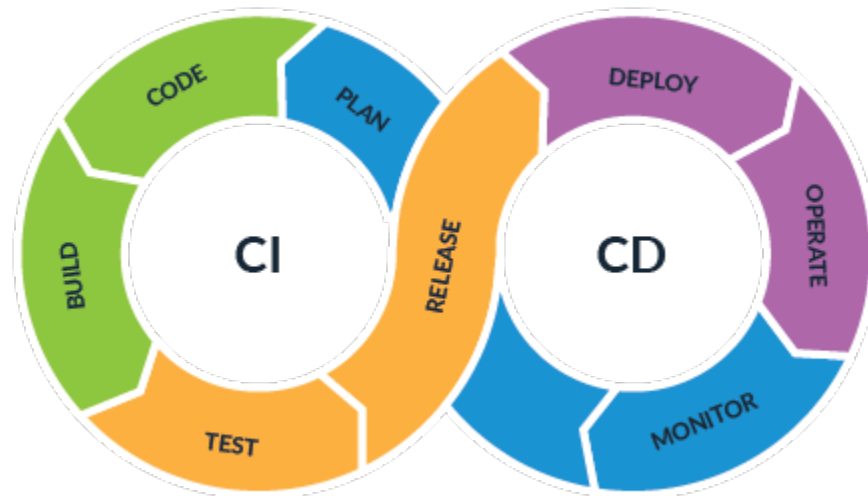 CODE
PLAN
DEPLOY
BUILD
CI
RELEASE
CD
OPERATE
TEST
MONITOR